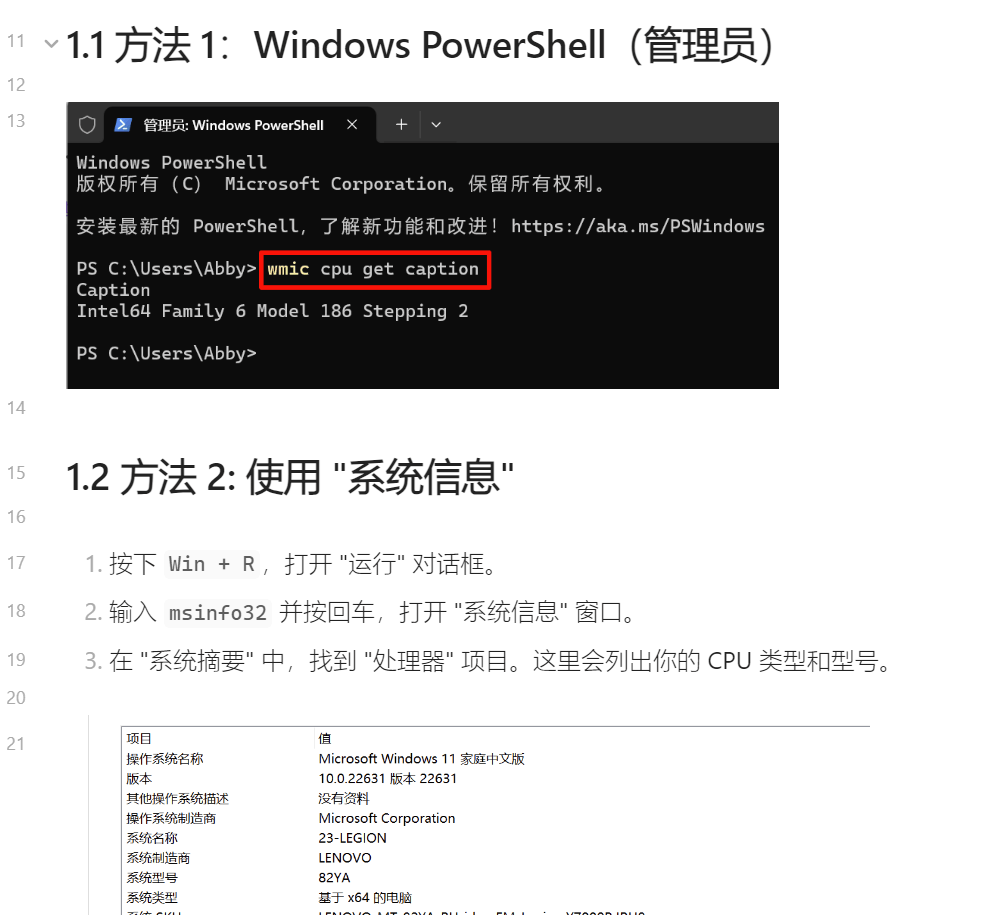 11
1.1 方法 1：Windows PowerShell（管理员）
12
13
管理员: Windows PowerShell
Windows PowerShell
版权所有（C） Microsoft Corporation。保留所有权利。
安装最新的 PowerShell，了解新功能和改进！https://aka.ms/PSWindows
PS C:\Users\Abby> wmic cpu get caption
Caption
Intel64 Family 6 Model 186 Stepping 2
PS C:\Users\Abby>
14
15
1.2 方法 2: 使用 "系统信息"
16
17
1. 按下 Win + R，打开 "运行" 对话框。
18
2. 输入 msinfo32 并按回车，打开 "系统信息" 窗口。
19
3. 在 "系统摘要" 中，找到 "处理器" 项目。这里会列出你的 CPU 类型和型号。
20
21
项目 值
操作系统名称 Microsoft Windows 11 家庭中文版
版本 10.0.22631 版本 22631
其他操作系统描述 没有资料
操作系统制造商 Microsoft Corporation
系统名称 23-LEGION
系统制造商 LENOVO
系统型号 82YA
系统类型 基于 x64 的电脑